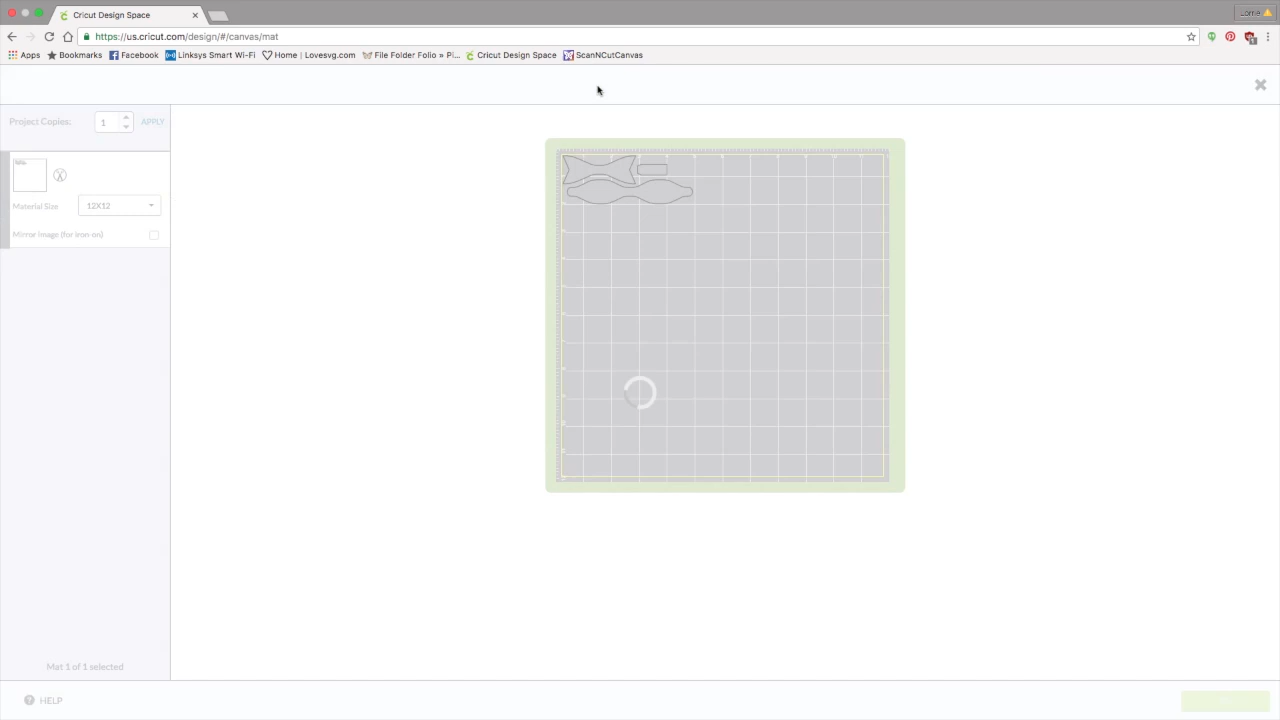 Cricut Design Space
Lorrie
https://us.cricut.com/design/#/canvas/mat
Apps Bookmarks Facebook Linksys Smart Wi-Fi Home | Lovesvg.com File Folder Folio » Pi... Cricut Design Space ScanNCutCanvas
Project Copies: 1 APPLY
Material Size 12X12
Mirror Image (for iron-on)
Mat 1 of 1 selected
? HELP